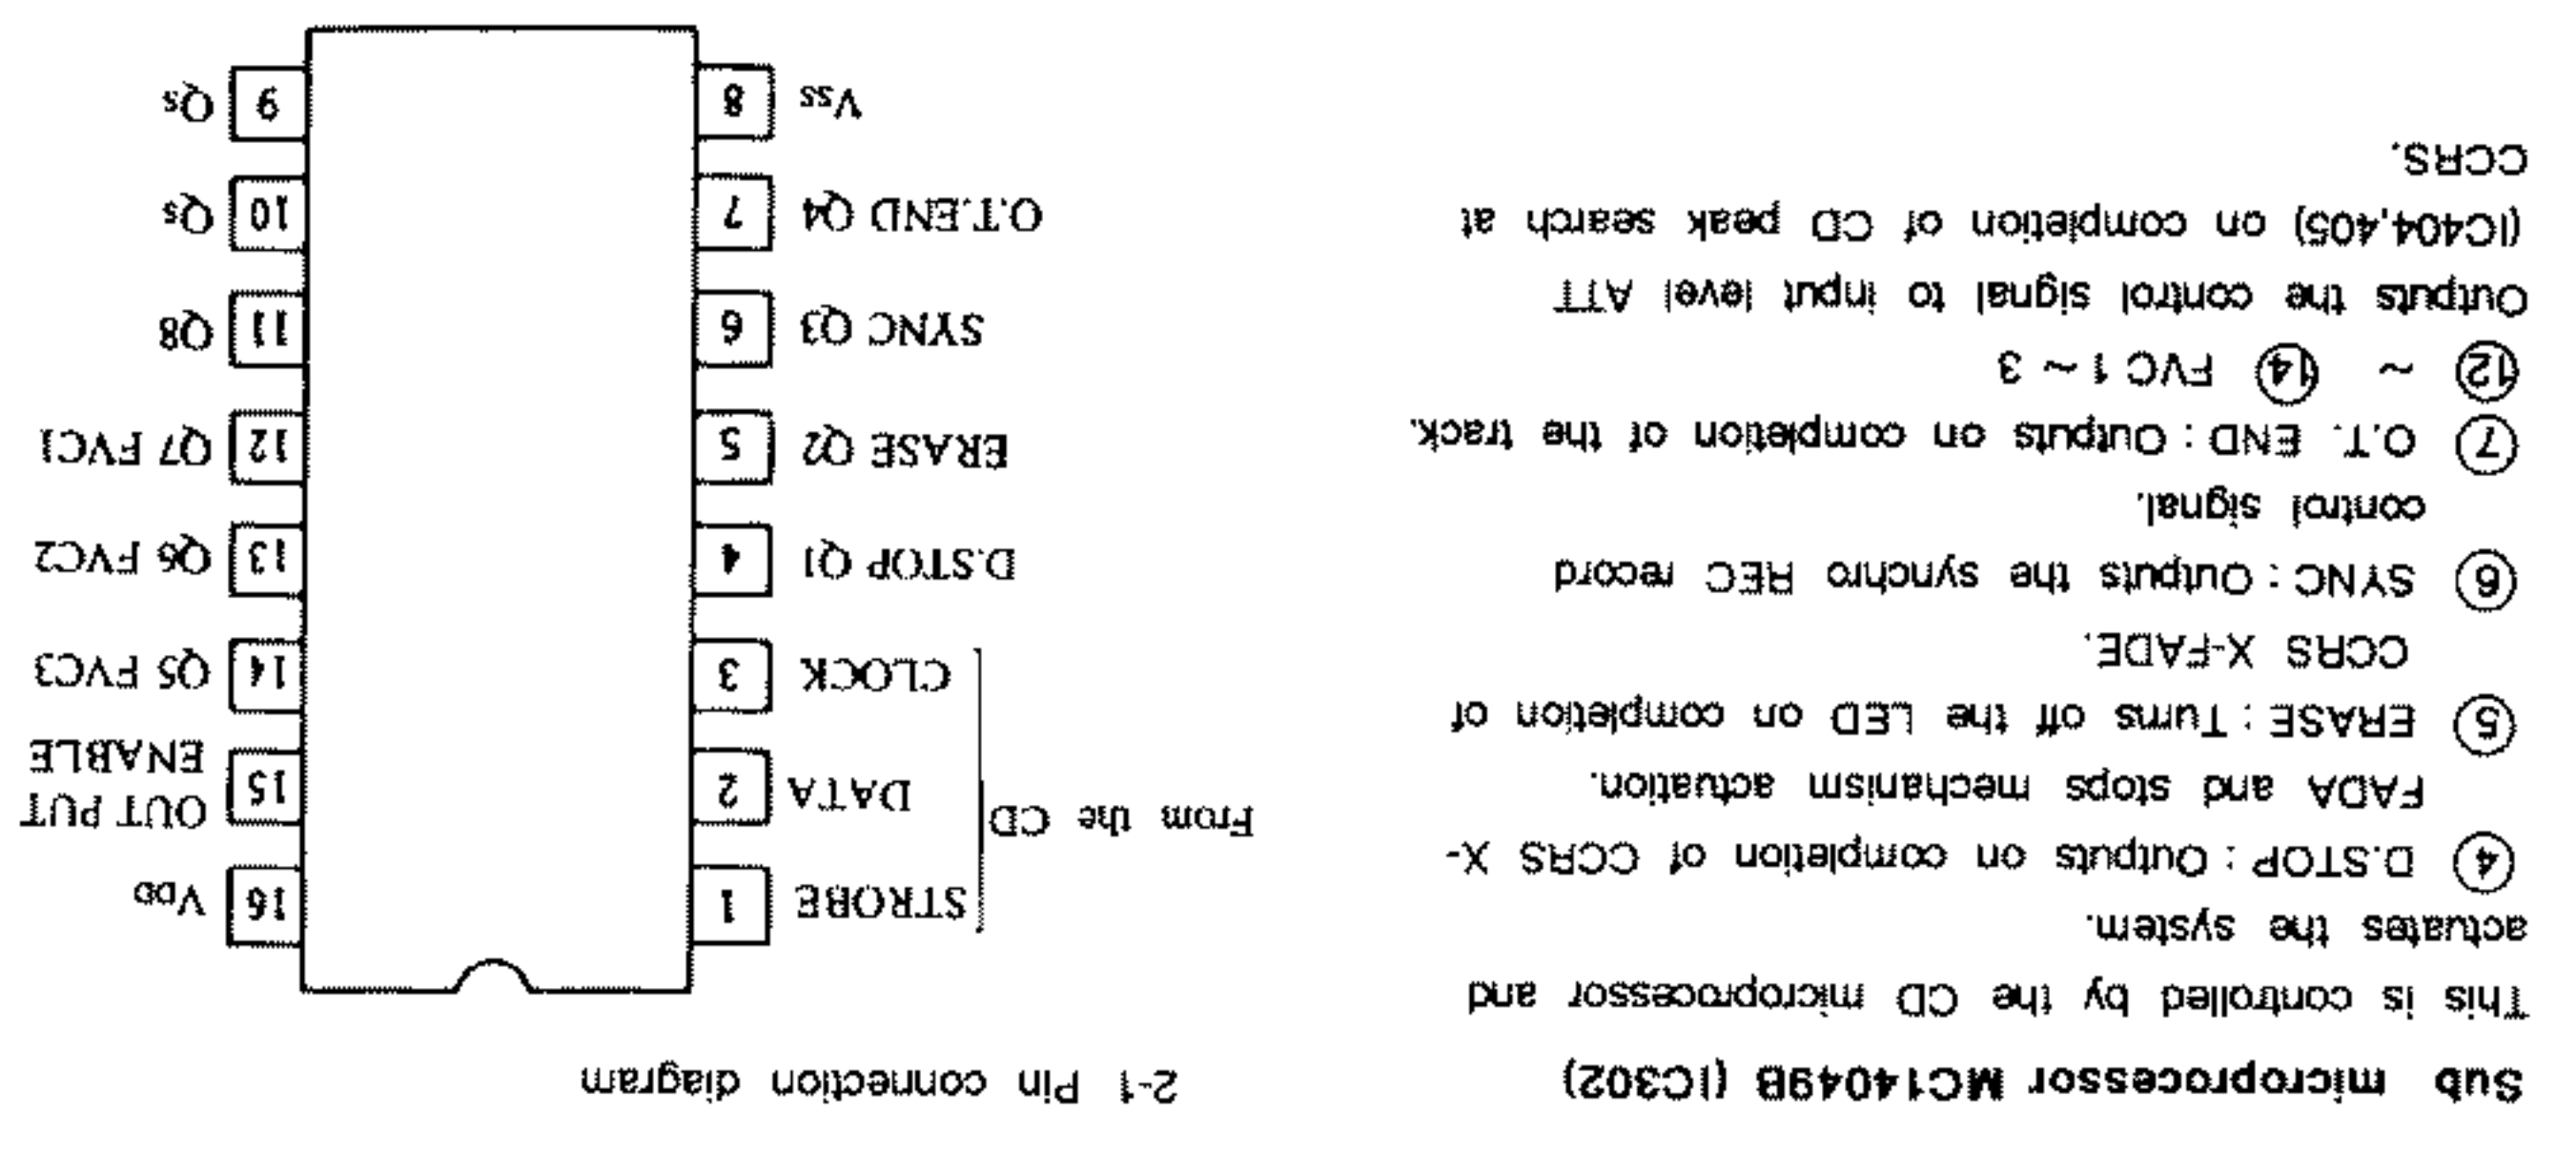 Sub microprocessor MC14049B (IC302)
This is controlled by the CD microprocessor and
actuates the system.
④ D.STOP : Outputs on completion of CCRS X-
FADA and stops mechanism actuation.
⑤ ERASE : Turns off the LED on completion of
CCRS X-FADE.
⑥ SYNC : Outputs the synchro REC record
control signal.
⑦ O.T. END : Outputs on completion of the track.
⑫ ~ ⑭ FVC 1 ~ 3
Outputs the control signal to input level ATT
(IC404,405) on completion of CD peak search at
CCRS.
2-1 Pin connection diagram
From the CD
STROBE 1
DATA 2
CLOCK 3
D.STOP Q1 4
ERASE Q2 5
SYNC Q3 6
O.T.END Q4 7
Vss 8
16 VDD
15 OUT PUT
ENABLE
14 Q5 FVC3
13 Q6 FVC2
12 Q7 FVC1
11 Q8
10 Qs
9 Qs